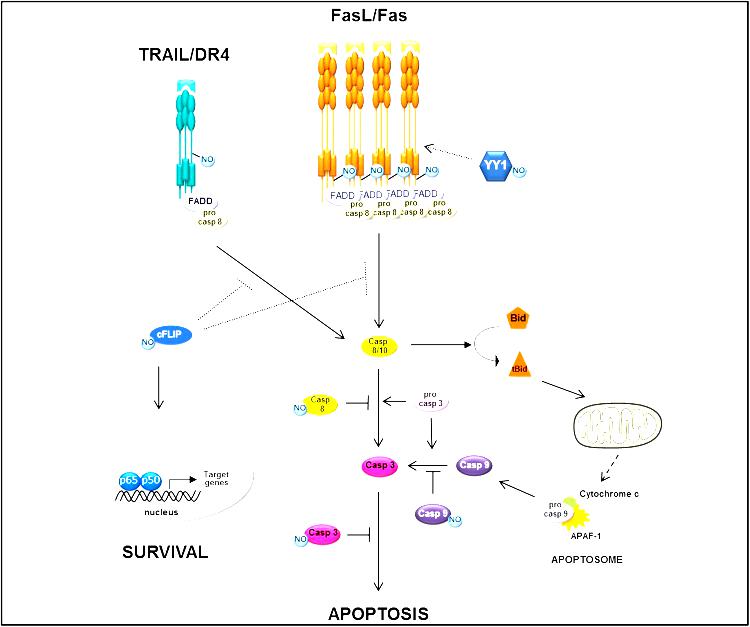 FasL/Fas
TRAIL/DR4
NO
FADD
pro
casp 8
NO
NO
NO
NO
FADD
FADD
FADD
FADD
pro
casp 8
pro
casp 8
pro
casp 8
pro
casp 8
YY1
NO
cFLIP
NO
Casp
8/10
Bid
tBid
NO
Casp
8
pro
casp 3
Casp 3
Casp 9
Casp 9
NO
NO
Casp 3
Cytochrome c
pro
casp 9
APAF-1
APOPTOSOME
p65
p50
Target
genes
nucleus
SURVIVAL
APOPTOSIS